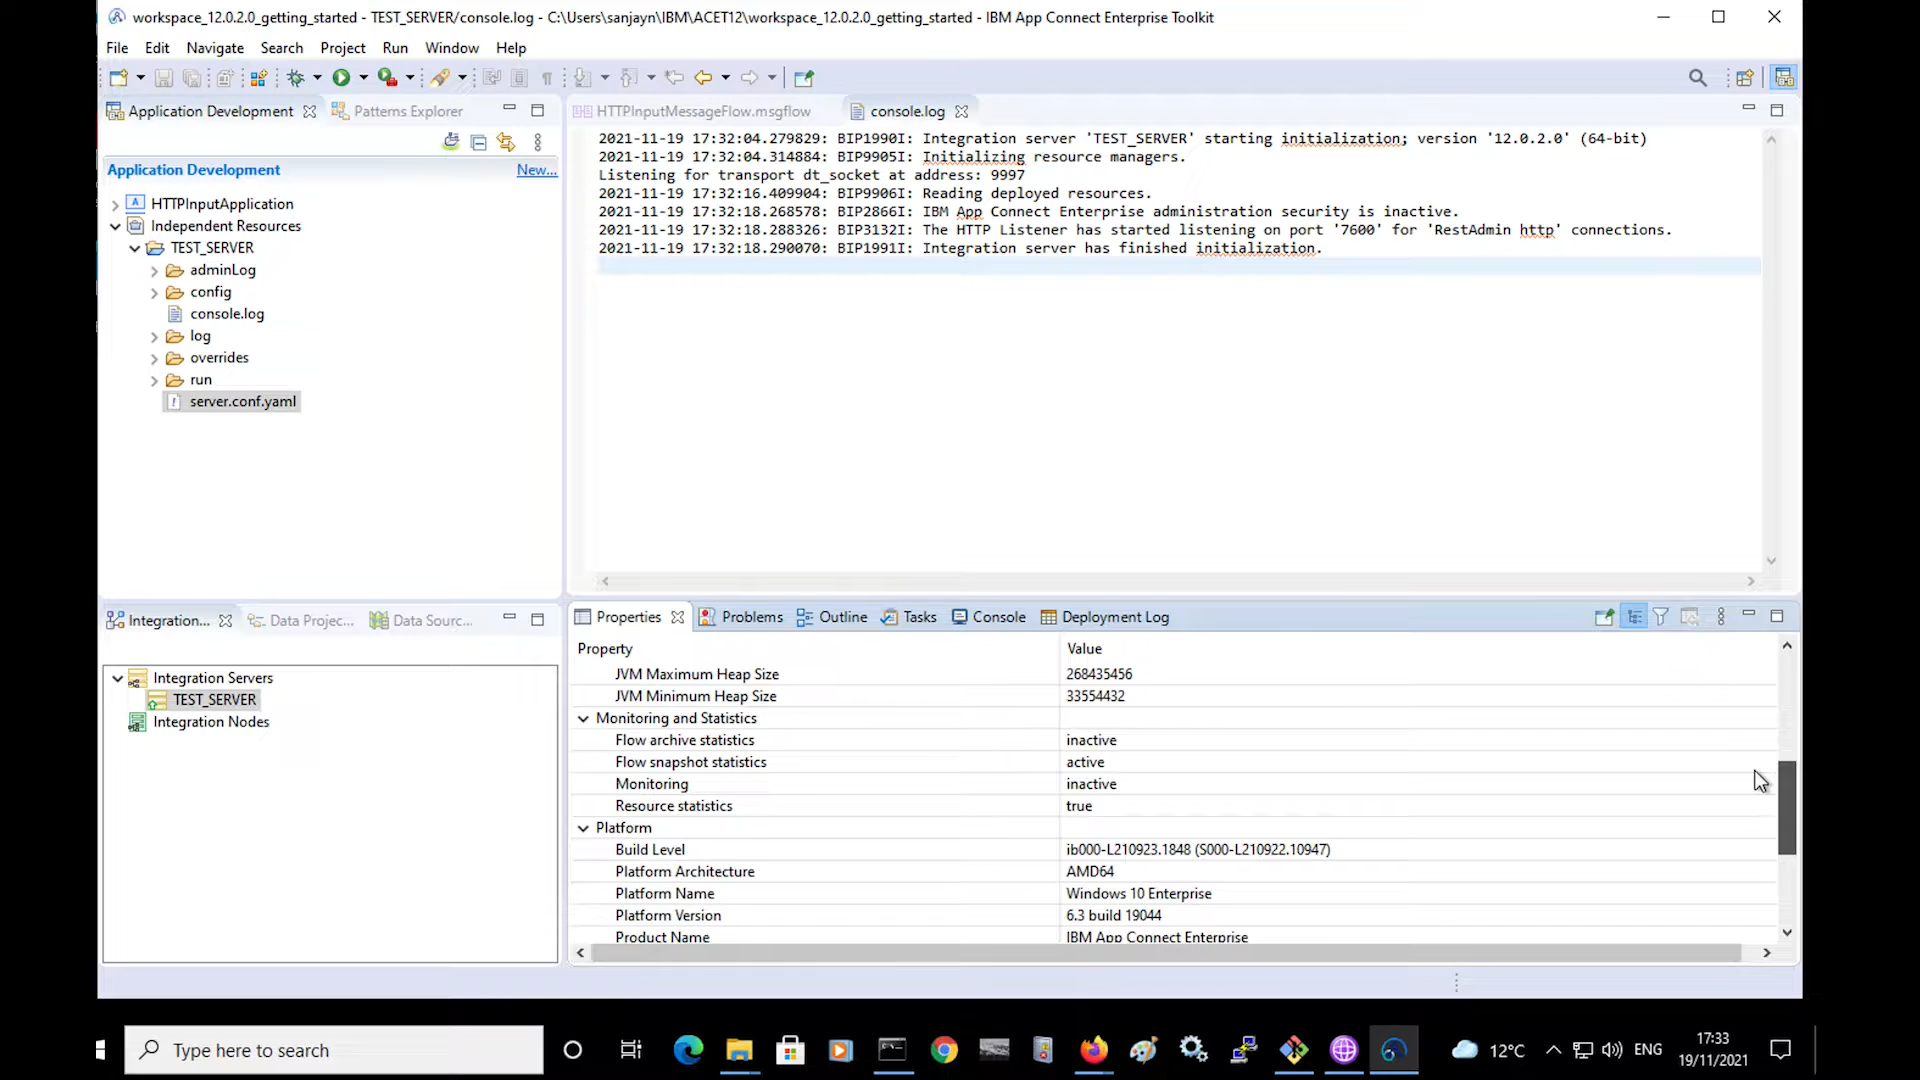 workspace_12.0.2.0_getting_started - TEST_SERVER/console.log - C:\Users\sanjayn\IBM\ACET12\workspace_12.0.2.0_getting_started - IBM App Connect Enterprise Toolkit
File Edit Navigate Search Project Run Window Help
Application Development Patterns Explorer
HTTPInputMessageFlow.msgflow console.log
Application Development New...
HTTPInputApplication
Independent Resources
TEST_SERVER
adminLog
config
console.log
log
overrides
run
server.conf.yaml
2021-11-19 17:32:04.279829: BIP1990I: Integration server 'TEST_SERVER' starting initialization; version '12.0.2.0' (64-bit)
2021-11-19 17:32:04.314884: BIP9905I: Initializing resource managers.
Listening for transport dt_socket at address: 9997
2021-11-19 17:32:16.409904: BIP9906I: Reading deployed resources.
2021-11-19 17:32:18.268578: BIP2866I: IBM App Connect Enterprise administration security is inactive.
2021-11-19 17:32:18.288326: BIP3132I: The HTTP Listener has started listening on port '7600' for 'RestAdmin http' connections.
2021-11-19 17:32:18.290070: BIP1991I: Integration server has finished initialization.
Integration... Data Projec... Data Sourc...
Integration Servers
TEST_SERVER
Integration Nodes
Properties Problems Outline Tasks Console Deployment Log
Property Value
JVM Maximum Heap Size 268435456
JVM Minimum Heap Size 33554432
Monitoring and Statistics
Flow archive statistics inactive
Flow snapshot statistics active
Monitoring inactive
Resource statistics true
Platform
Build Level ib000-L210923.1848 (S000-L210922.10947)
Platform Architecture AMD64
Platform Name Windows 10 Enterprise
Platform Version 6.3 build 19044
Product Name IBM App Connect Enterprise
Type here to search
12°C ENG 17:33
19/11/2021